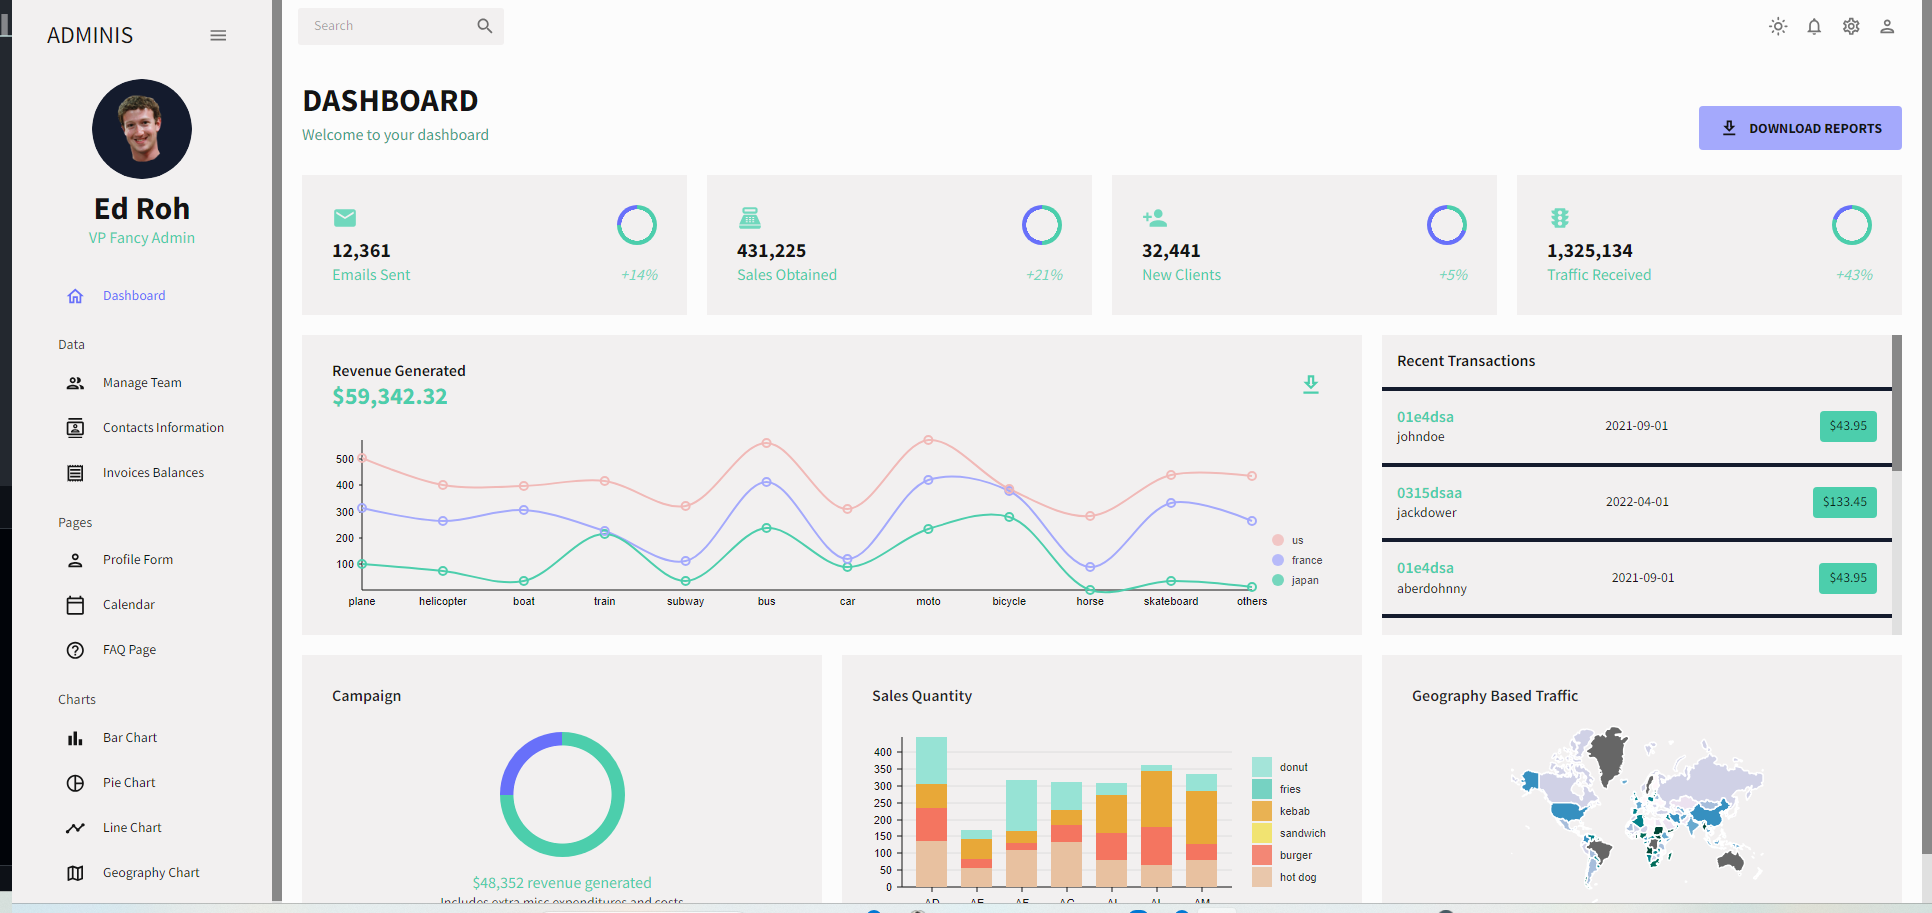 ADMINIS
Search
Ed Roh
VP Fancy Admin
Dashboard
Data
Manage Team
Contacts Information
Invoices Balances
Pages
Profile Form
Calendar
FAQ Page
Charts
Bar Chart
Pie Chart
Line Chart
Geography Chart
DASHBOARD
Welcome to your dashboard
DOWNLOAD REPORTS
12,361
Emails Sent
+14%
431,225
Sales Obtained
+21%
32,441
New Clients
+5%
1,325,134
Traffic Received
+43%
Revenue Generated
$59,342.32
500
400
300
200
100
plane helicopter boat train subway bus car moto bicycle horse skateboard others
us
france
japan
Recent Transactions
01e4dsa
johndoe
2021-09-01
$43.95
0315dsaa
jackdower
2022-04-01
$133.45
01e4dsa
aberdohnny
2021-09-01
$43.95
Campaign
$48,352 revenue generated
Includes extra misc expenditures and costs
Sales Quantity
400
350
300
250
200
150
100
50
0
donut
fries
kebab
sandwich
burger
hot dog
Geography Based Traffic